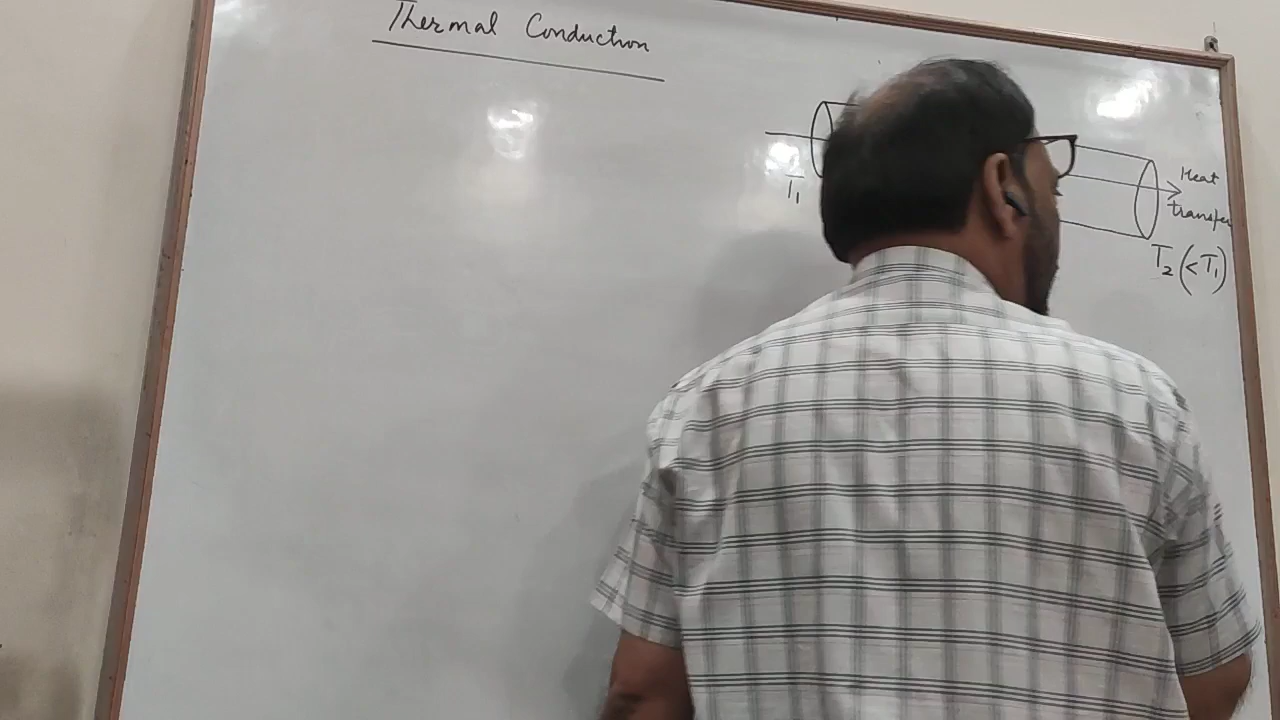 Thermal Conduction
T₁
Heat
transfer
T₂ (<T₁)